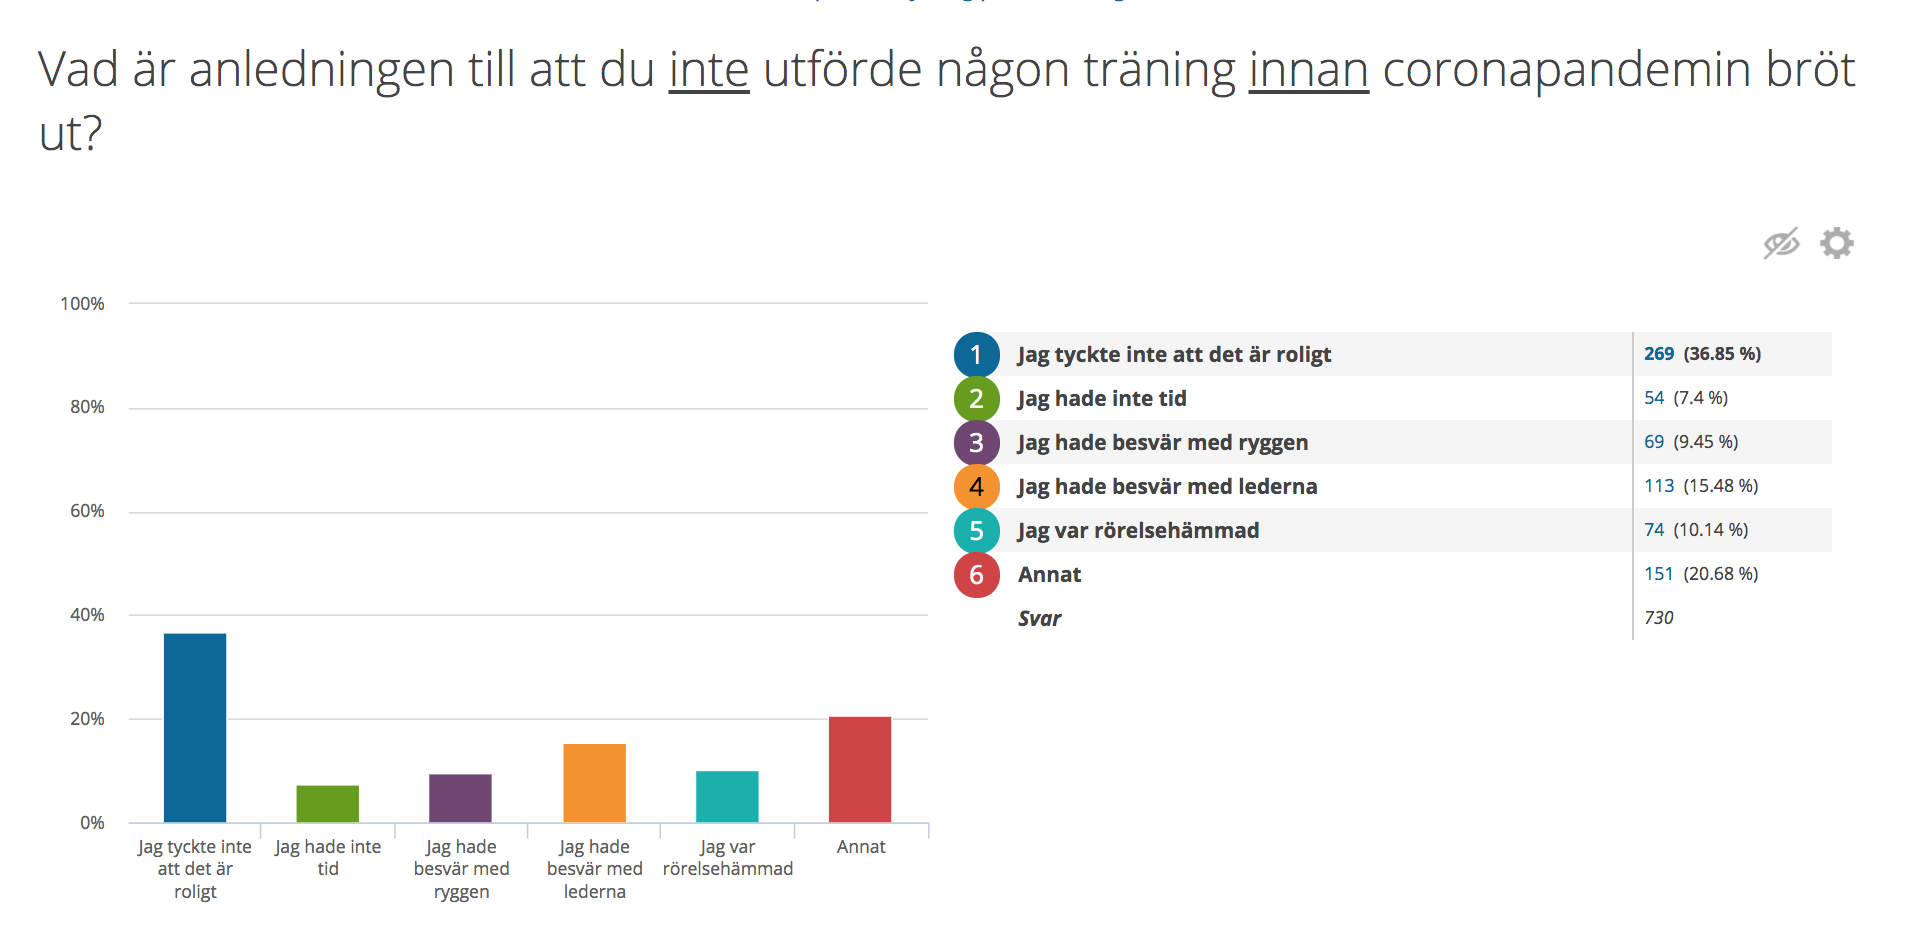 Vad är anledningen till att du inte utförde någon träning innan coronapandemin bröt
ut?
100%
80%
60%
40%
20%
0%
Jag tyckte inte
att det är
roligt
Jag hade inte
tid
Jag hade
besvär med
ryggen
Jag hade
besvär med
lederna
Jag var
rörelsehämmad
Annat
1 Jag tyckte inte att det är roligt 269 (36.85 %)
2 Jag hade inte tid 54 (7.4 %)
3 Jag hade besvär med ryggen 69 (9.45 %)
4 Jag hade besvär med lederna 113 (15.48 %)
5 Jag var rörelsehämmad 74 (10.14 %)
6 Annat 151 (20.68 %)
Svar 730